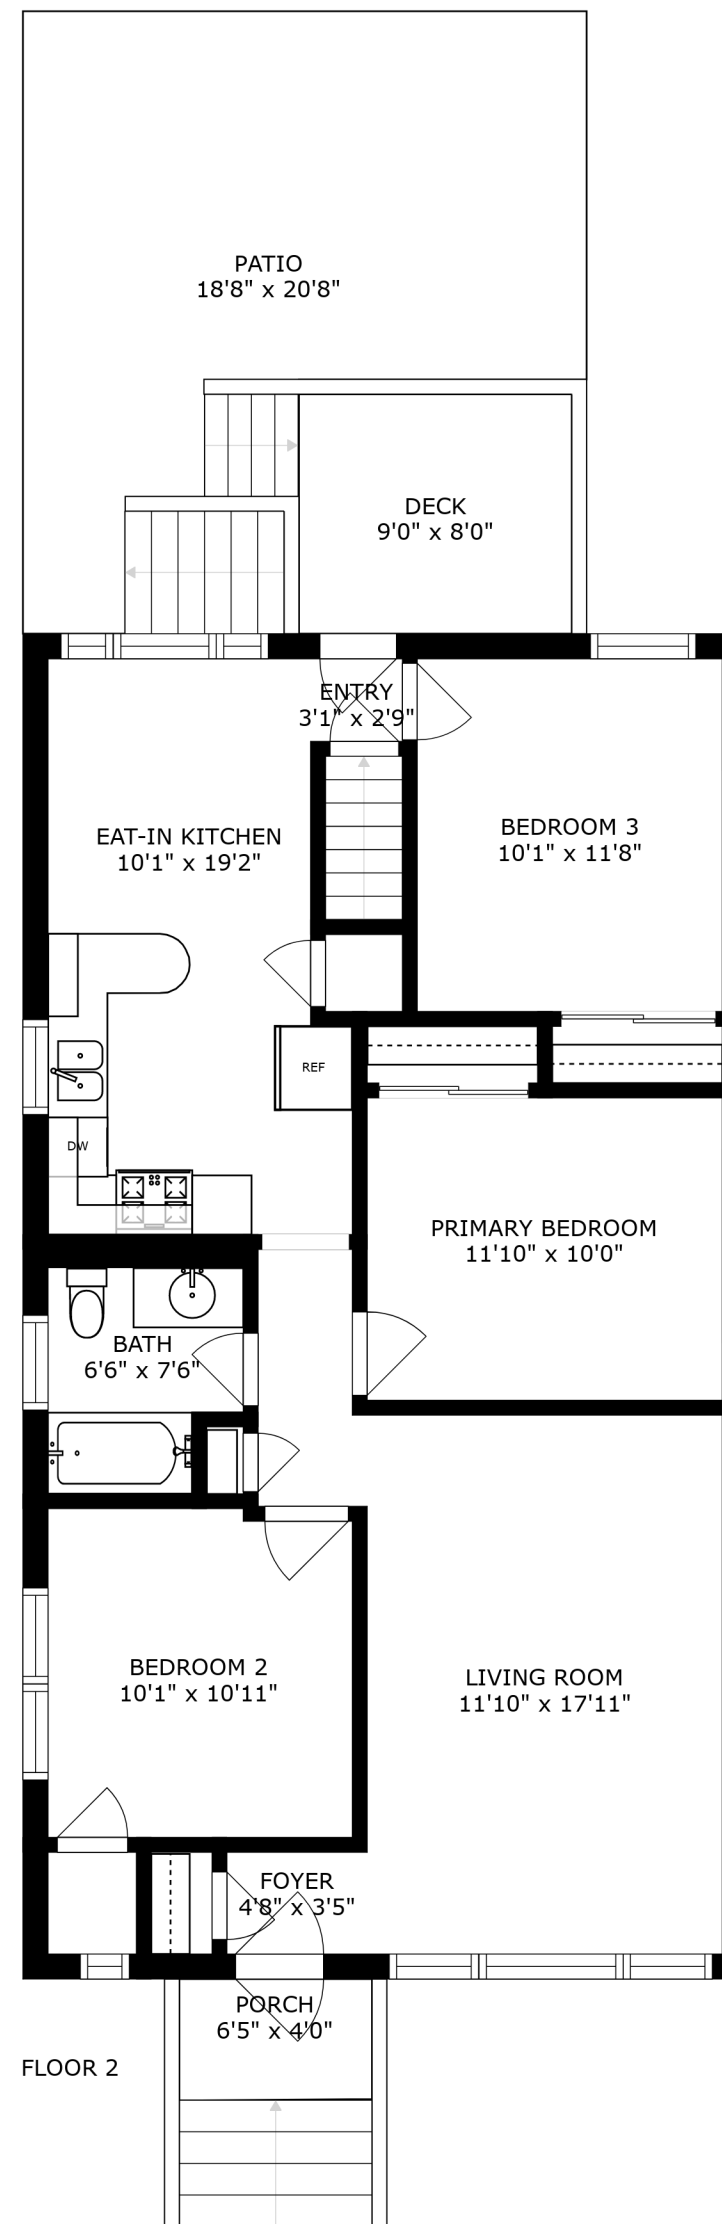 PATIO
18'8" x 20'8"
DECK
9'0" x 8'0"
ENTRY
3'1" x 2'9"
EAT-IN KITCHEN
10'1" x 19'2"
BEDROOM 3
10'1" x 11'8"
REF
DW
PRIMARY BEDROOM
11'10" x 10'0"
BATH
6'6" x 7'6"
BEDROOM 2
10'1" x 10'11"
LIVING ROOM
11'10" x 17'11"
FOYER
4'8" x 3'5"
PORCH
6'5" x 4'0"
FLOOR 2